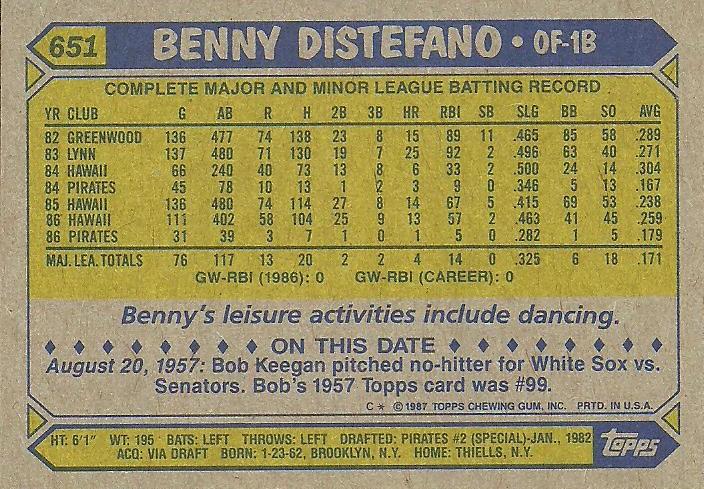 651 BENNY DISTEFANO • OF-1B
COMPLETE MAJOR AND MINOR LEAGUE BATTING RECORD
YR CLUB G AB R H 2B 3B HR RBI SB SLG BB SO AVG
82 GREENWOOD 136 477 74 138 23 8 15 89 11 .465 85 58 .289
83 LYNN 137 480 71 130 19 7 25 92 2 .496 63 40 .271
84 HAWAII 66 240 40 73 13 8 6 33 2 .500 24 14 .304
84 PIRATES 45 78 10 13 1 2 3 9 0 .346 5 13 .167
85 HAWAII 136 480 74 114 27 8 14 67 5 .415 69 53 .238
86 HAWAII 111 402 58 104 25 9 13 57 2 .463 41 45 .259
86 PIRATES 31 39 3 7 1 0 1 5 0 .282 1 5 .179
MAJ. LEA. TOTALS 76 117 13 20 2 2 4 14 0 .325 6 18 .171
GW-RBI (1986): 0 GW-RBI (CAREER): 0
Benny's leisure activities include dancing.
♦ ♦ ♦ ♦ ♦ ♦ ♦ ♦ ON THIS DATE ♦ ♦ ♦ ♦ ♦ ♦ ♦ ♦ ♦
August 20, 1957: Bob Keegan pitched no-hitter for White Sox vs.
Senators. Bob's 1957 Topps card was #99.
C * © 1987 TOPPS CHEWING GUM, INC. PRTD. IN U.S.A.
HT: 6'1" WT: 195 BATS: LEFT THROWS: LEFT DRAFTED: PIRATES #2 (SPECIAL)-JAN., 1982
ACQ: VIA DRAFT BORN: 1-23-62, BROOKLYN, N.Y. HOME: THIELLS, N.Y.
Topps